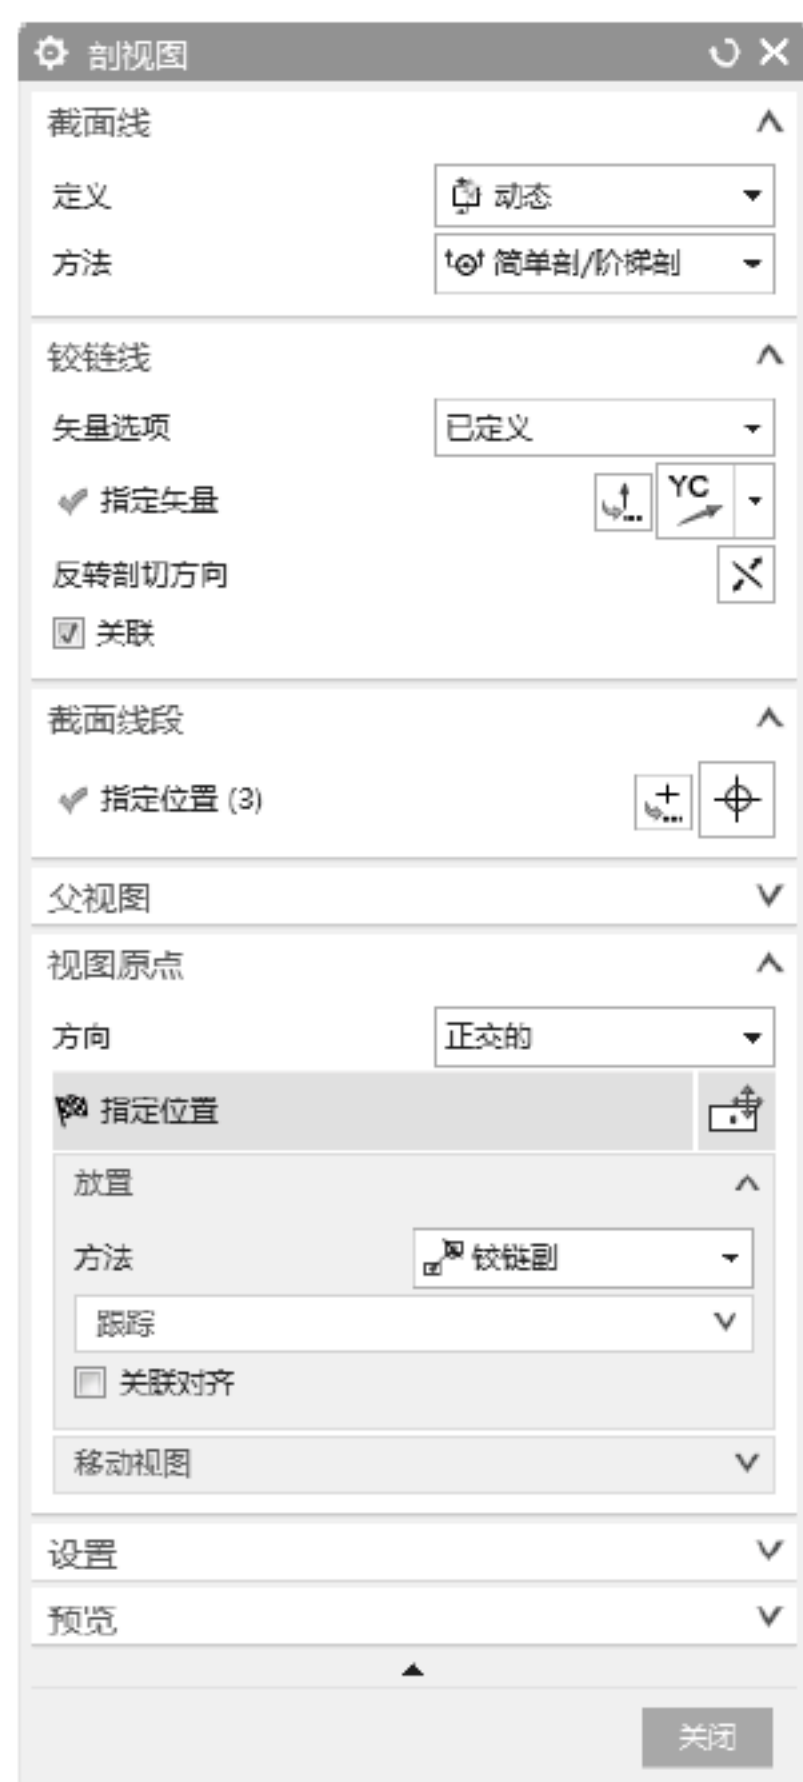 剖视图
截面线
定义 动态
方法 简单剖/阶梯剖
铰链线
矢量选项 已定义
指定矢量 YC
反转剖切方向
关联
截面线段
指定位置 (3)
父视图
视图原点
方向 正交的
指定位置
放置
方法 铰链副
跟踪
关联对齐
移动视图
设置
预览
关闭